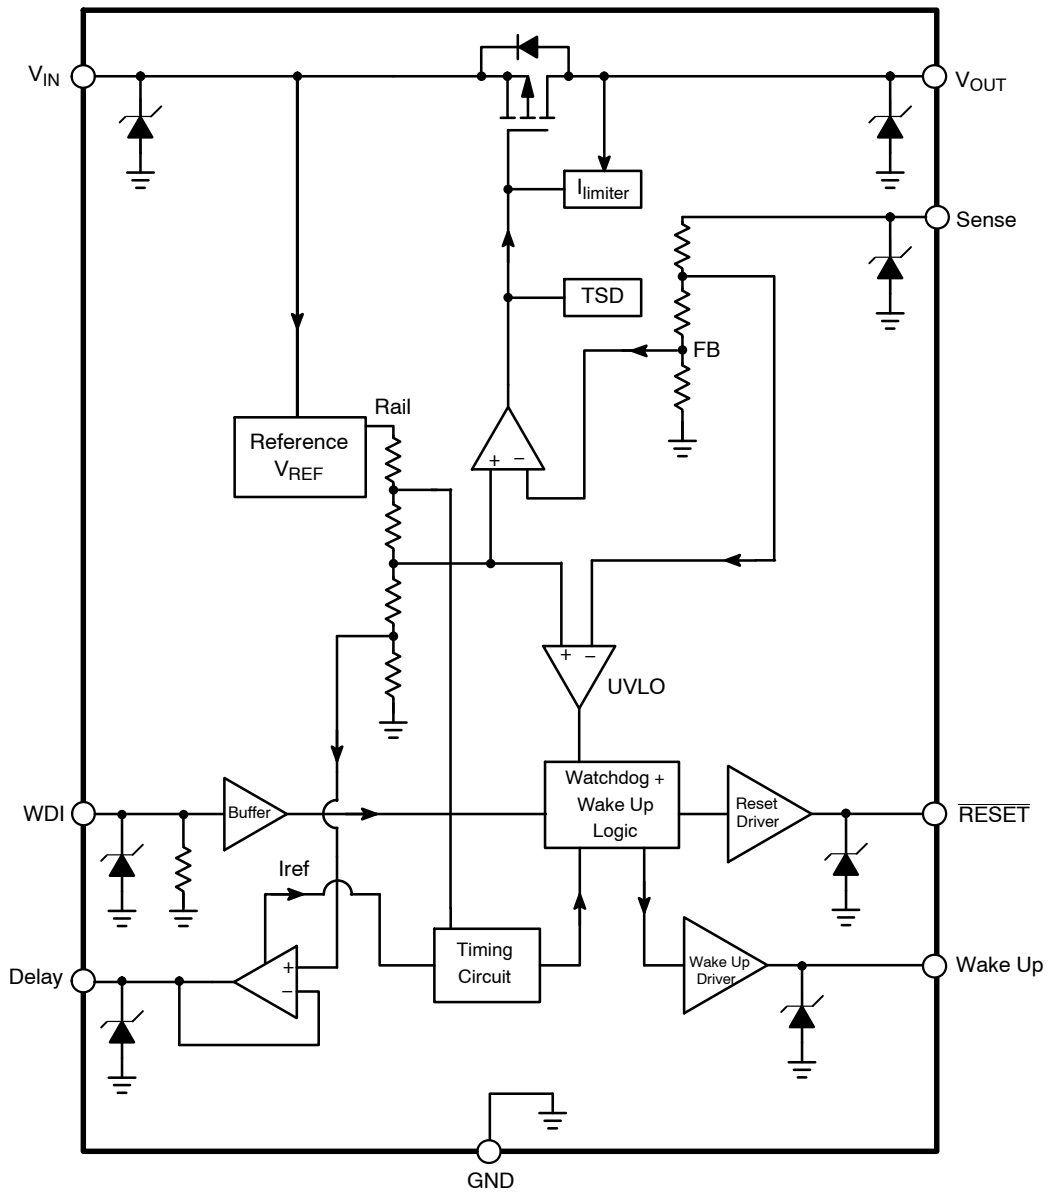 VIN
VOUT
Ilimiter
Sense
TSD
FB
Rail
Reference
VREF
+ −
+ −
UVLO
Watchdog +
Wake Up
Logic
WDI
Buffer
Reset
Driver
RESET
Iref
Timing
Circuit
Delay
+
−
Wake Up
Driver
Wake Up
GND